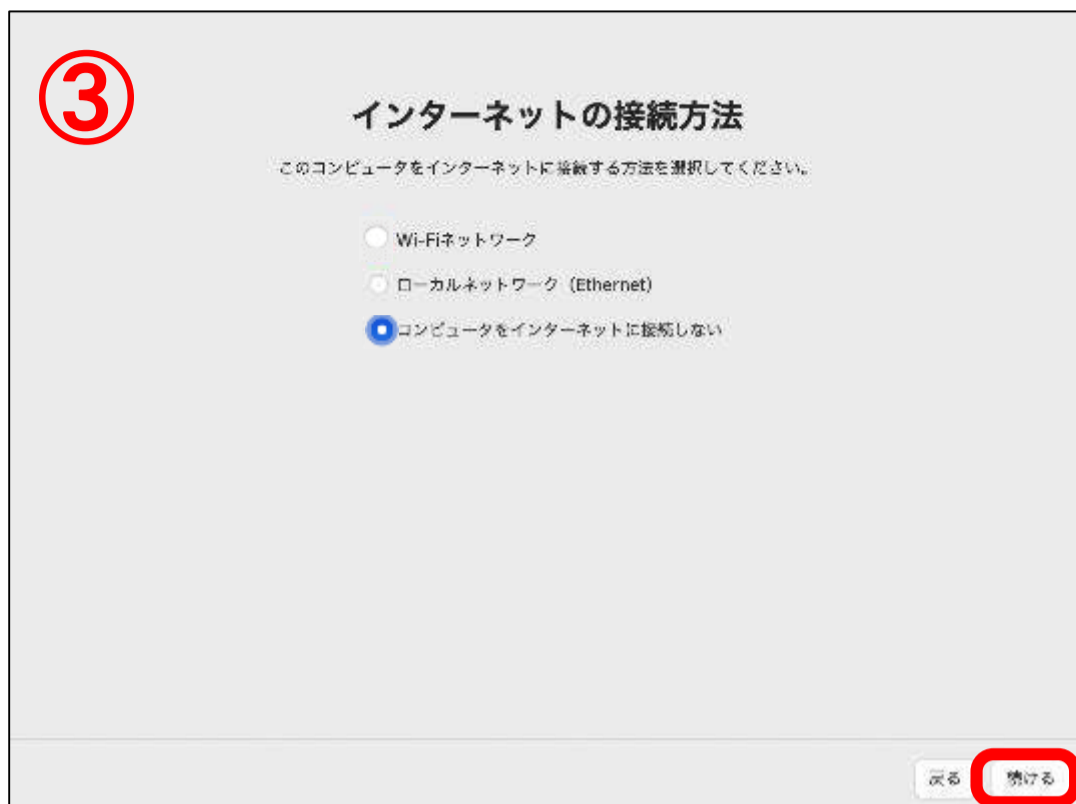 ③
インターネットの接続方法
このコンピュータをインターネットに接続する方法を選択してください。
Wi-Fiネットワーク
ローカルネットワーク（Ethernet）
コンピュータをインターネットに接続しない
戻る
続ける